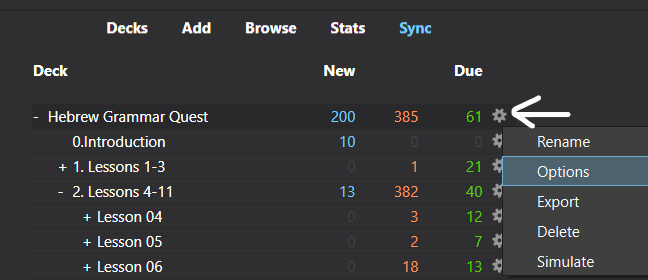 Decks Add Browse Stats Sync
Deck New Due
- Hebrew Grammar Quest 200 385 61
0.Introduction 10 0 0
Rename
+ 1. Lessons 1-3 0 1 21
Options
- 2. Lessons 4-11 13 382 40
Export
+ Lesson 04 0 3 12
Delete
+ Lesson 05 0 2 7
Simulate
+ Lesson 06 0 18 13